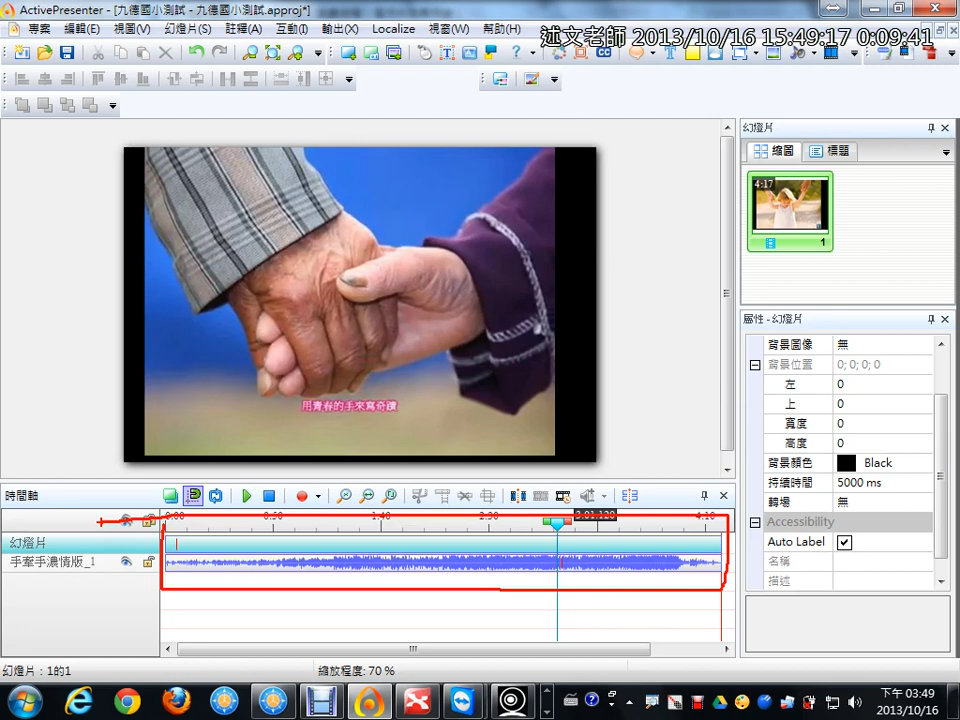 ActivePresenter - [九德國小測試 - 九德國小測試.approj*]
專案 編輯(E) 視圖(V) 幻燈片(S) 註釋(A) 互動(I) 輸出(X) Localize 視窗(W) 幫助(H)
述文老師 2013/10/16 15:49:17 0:09:41
幻燈片
縮圖 標題
4:17
1
用青春的手來寫奇蹟
屬性 - 幻燈片
背景圖像 無
背景位置 0; 0; 0; 0
左 0
上 0
寬度 0
高度 0
背景顏色 Black
持續時間 5000 ms
轉場 無
Accessibility
Auto Label
名稱
描述
時間軸
0:00 0:50 1:40 2:30 3:01.120 4:10
幻燈片
手牽手濃情版_1
幻燈片：1的1 縮放程度: 70 %
下午 03:49
2013/10/16